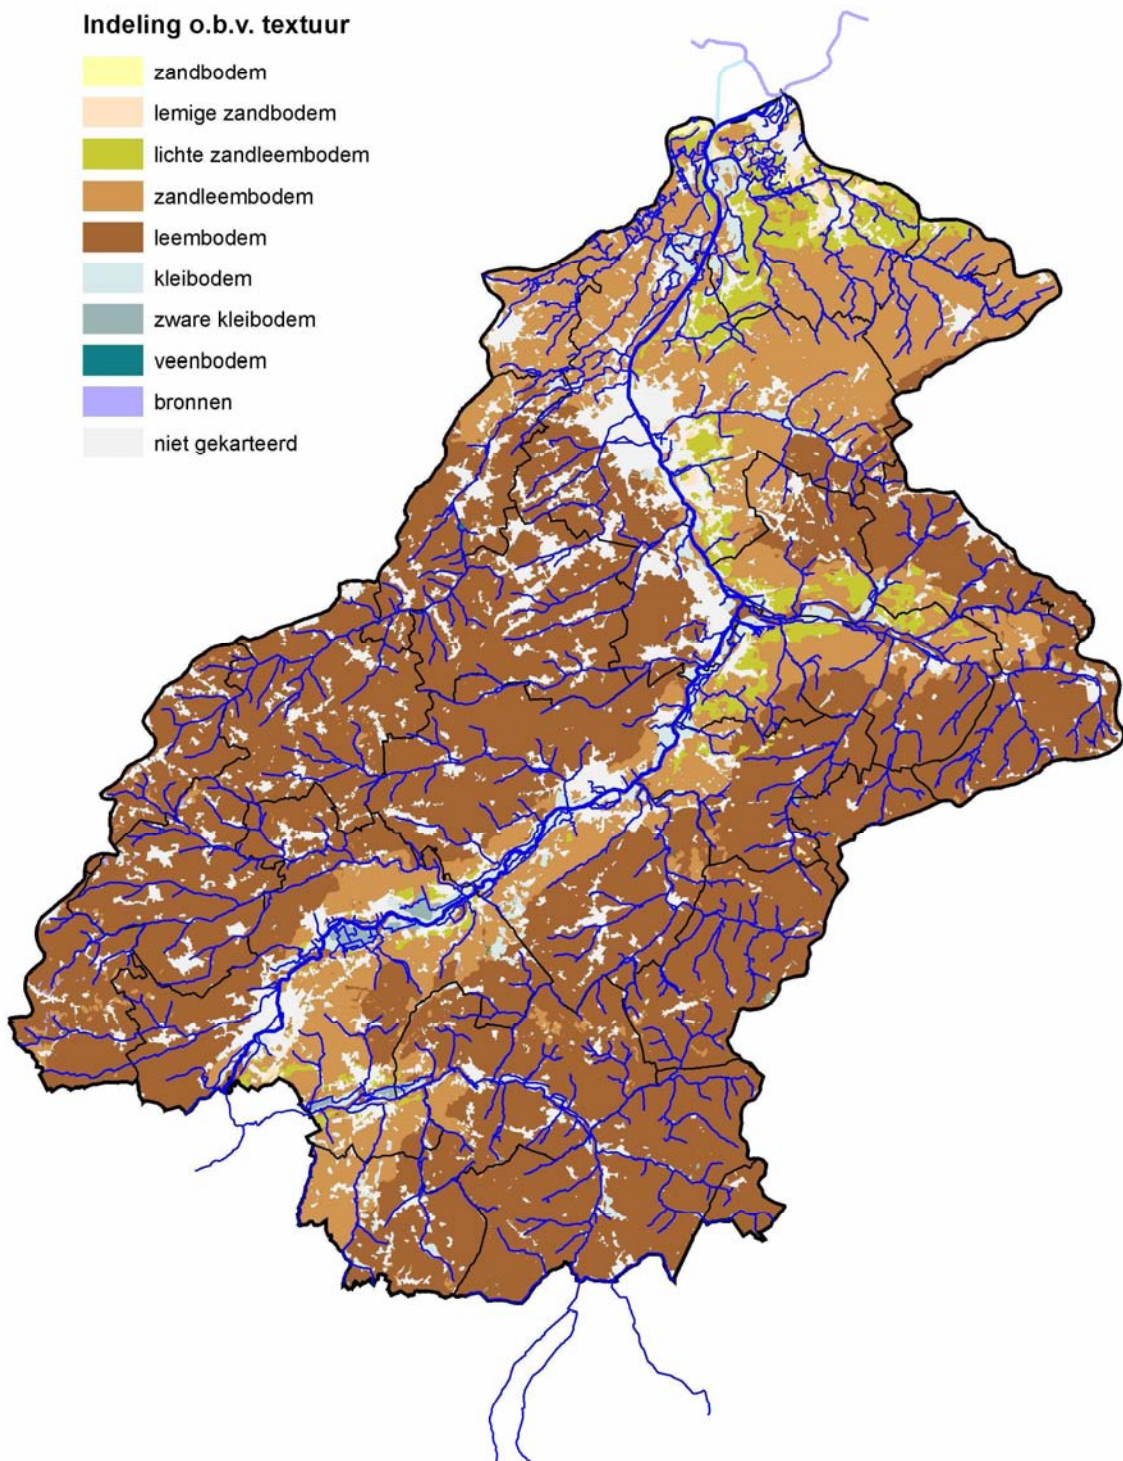 Indeling o.b.v. textuur
zandbodem
lemige zandbodem
lichte zandleembodem
zandleembodem
leembodem
kleibodem
zware kleibodem
veenbodem
bronnen
niet gekarteerd